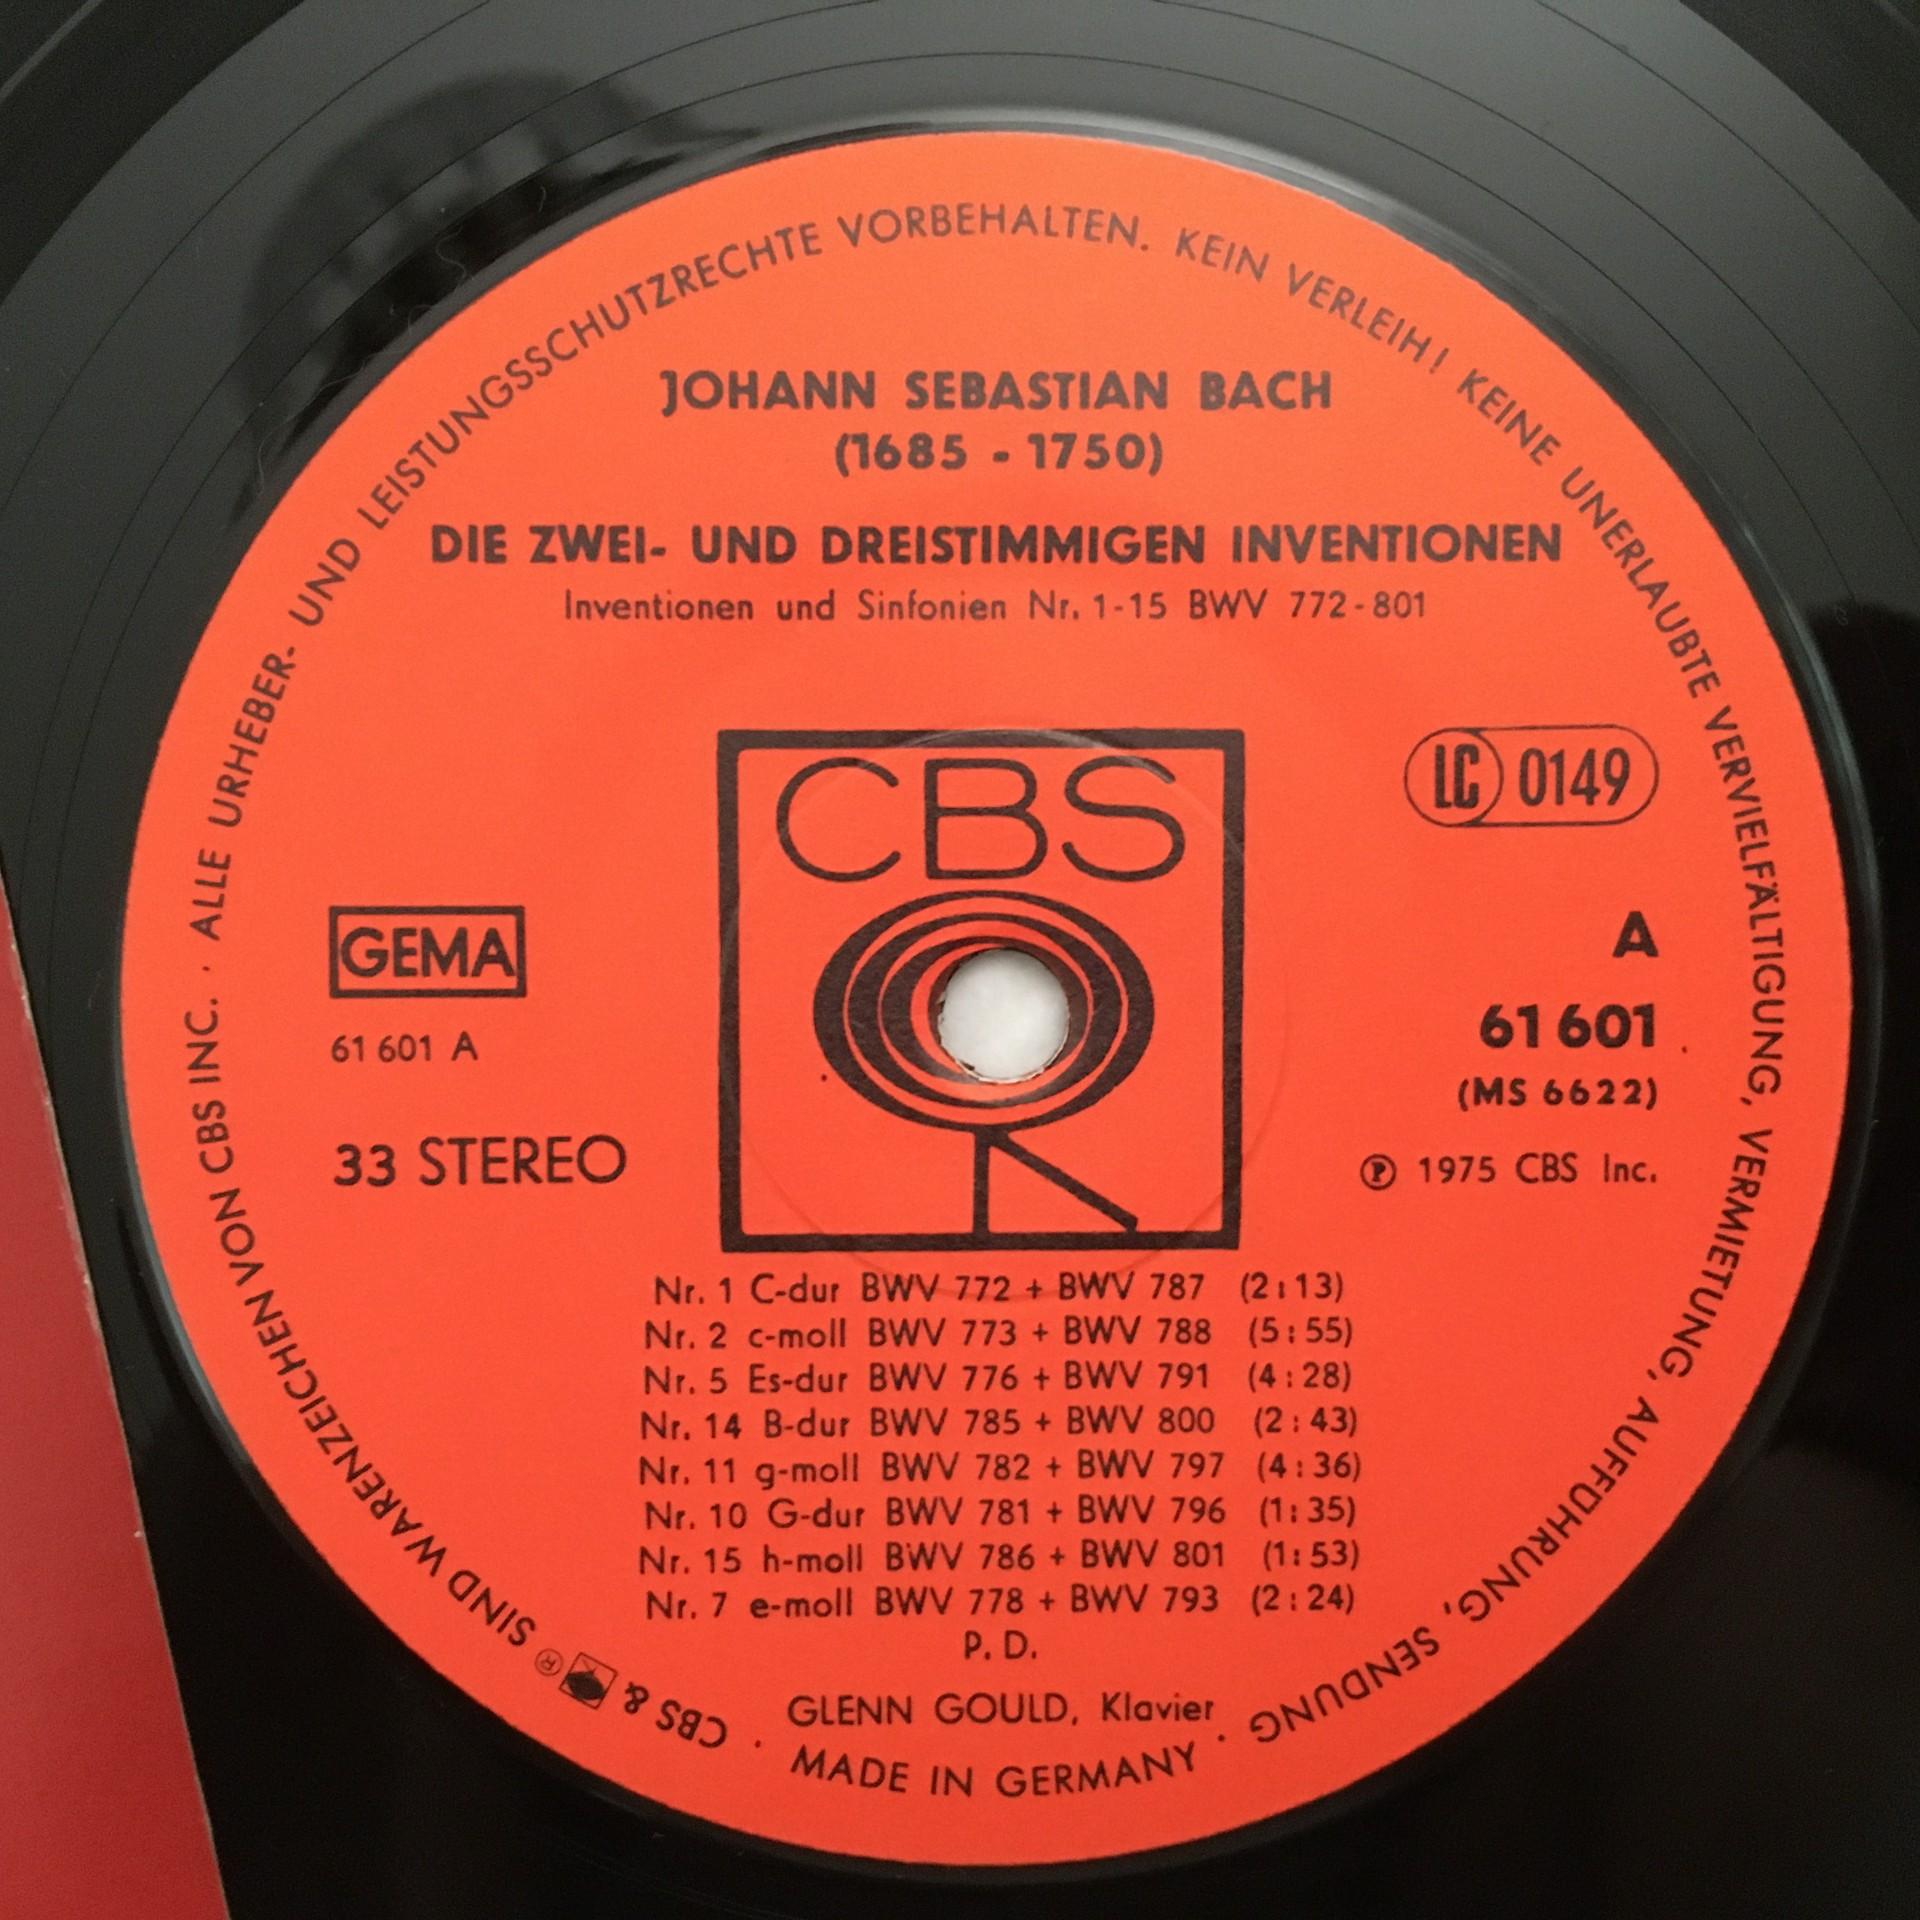 ALLE URHEBER- UND LEISTUNGSSCHUTZRECHTE VORBEHALTEN. KEIN VERLEIH! KEINE UNERLAUBTE VERVIELFÄLTIGUNG, VERMIETUNG, AUFFÜHRUNG, SENDUNG ·
JOHANN SEBASTIAN BACH
(1685 - 1750)
DIE ZWEI- UND DREISTIMMIGEN INVENTIONEN
Inventionen und Sinfonien Nr. 1-15 BWV 772-801
CBS
LC 0149
GEMA
61 601 A
33 STEREO
A
61 601
(MS 6622)
℗ 1975 CBS Inc.
Nr. 1 C-dur BWV 772 + BWV 787 (2:13)
Nr. 2 c-moll BWV 773 + BWV 788 (5:55)
Nr. 5 Es-dur BWV 776 + BWV 791 (4:28)
Nr. 14 B-dur BWV 785 + BWV 800 (2:43)
Nr. 11 g-moll BWV 782 + BWV 797 (4:36)
Nr. 10 G-dur BWV 781 + BWV 796 (1:35)
Nr. 15 h-moll BWV 786 + BWV 801 (1:53)
Nr. 7 e-moll BWV 778 + BWV 793 (2:24)
P. D.
GLENN GOULD, Klavier
MADE IN GERMANY
· CBS & ® SIND WARENZEICHEN VON CBS INC. ·